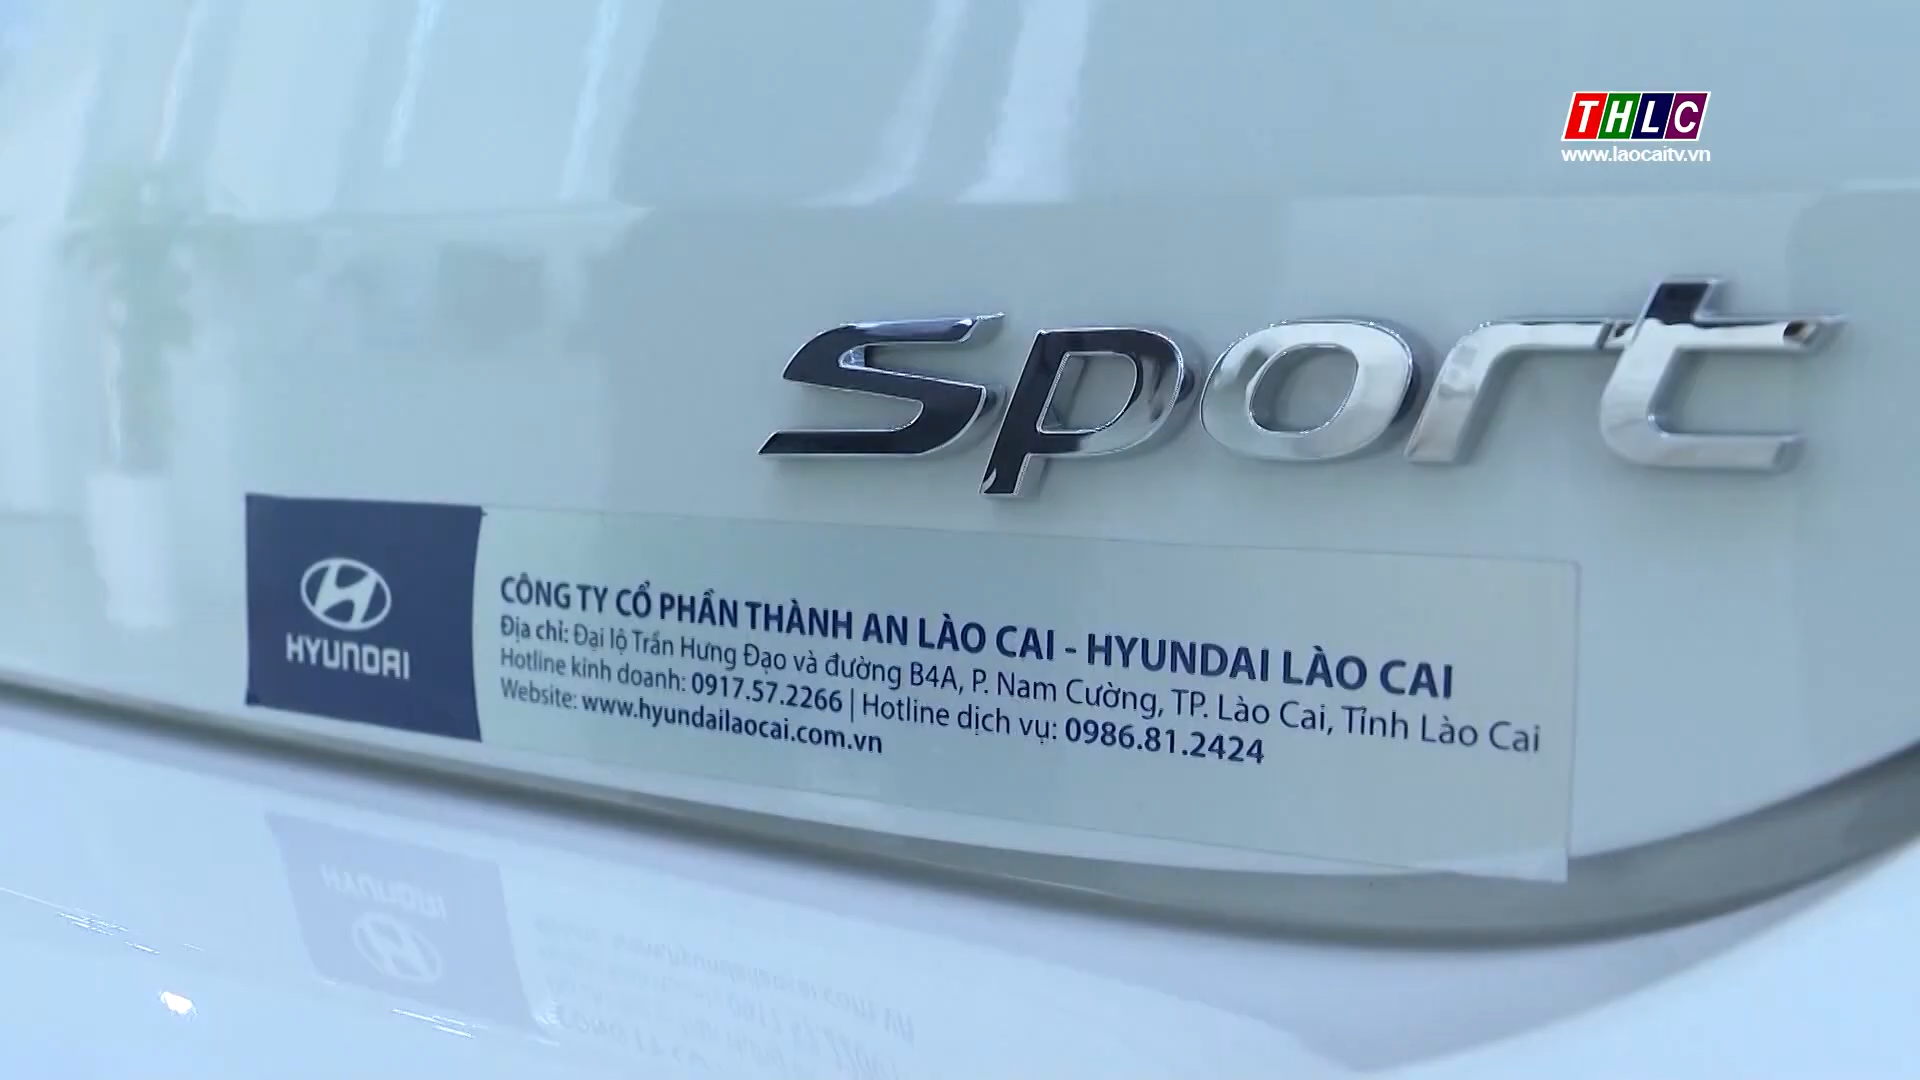 THLC
www.laocaitv.vn
Sport
HYUNDAI
CÔNG TY CỔ PHẦN THÀNH AN LÀO CAI - HYUNDAI LÀO CAI
Địa chỉ: Đại lộ Trần Hưng Đạo và đường B4A, P. Nam Cường, TP. Lào Cai, Tỉnh Lào Cai
Hotline kinh doanh: 0917.57.2266 | Hotline dịch vụ: 0986.81.2424
Website: www.hyundailaocai.com.vn